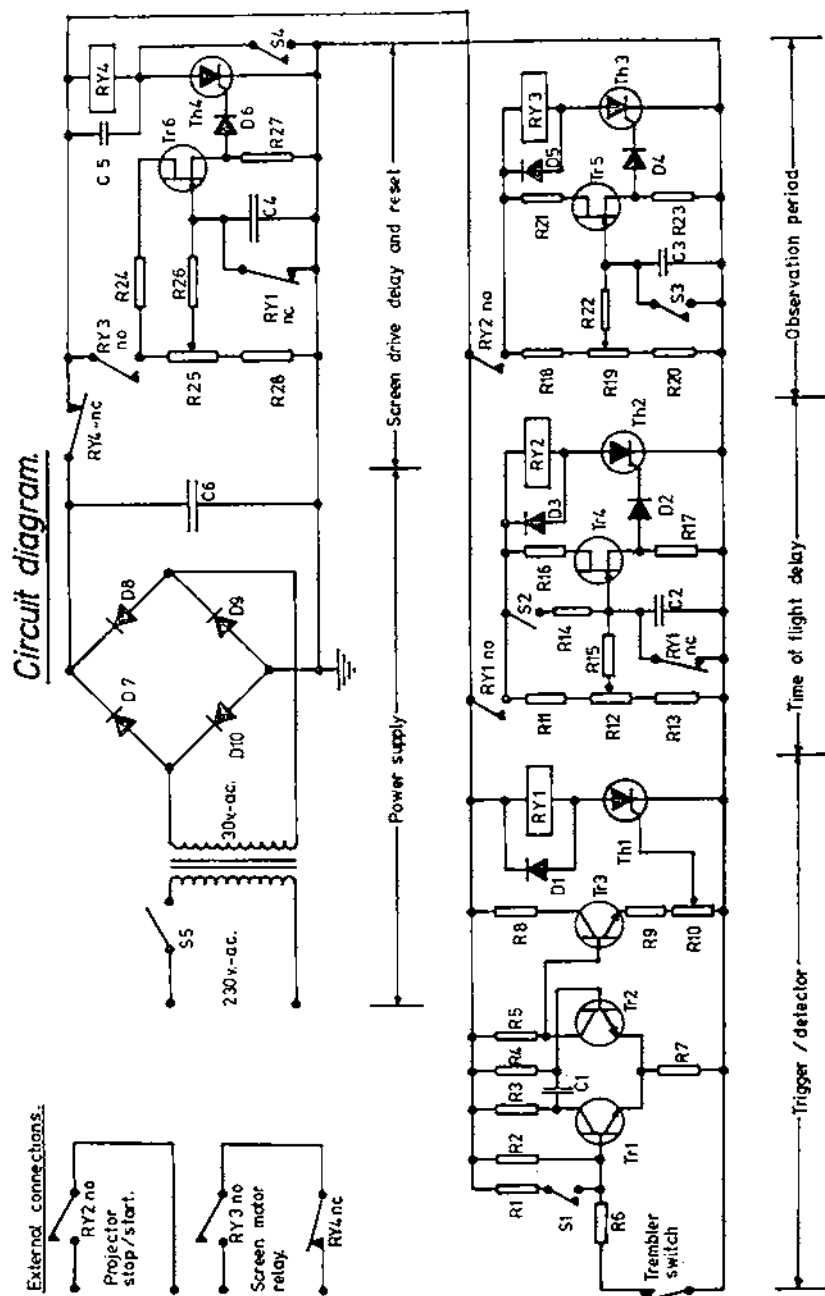 Circuit diagram.
External connections.
RY2 no
Projector
stop/start.
RY3 no
Screen motor
relay.
RY4nc
S5
230v.-ac.
30v.-ac.
D7
D8
D9
D10
C6
RY4-nc
RY3
no
R24
R25
R26
R28
RY1
nc
C4
Tr6
R27
D6
Th4
C5
RY4
S4
Power supply
Screen drive delay and reset
Trembler
switch
R6
S1
R1
R2
R3
R4
R5
Tr1
C1
Tr2
R7
R8
Tr3
R9
R10
D1
RY1
Th1
RY1 no
R11
R12
R13
S2
R14
R15
RY1
nc
C2
R16
Tr4
R17
D3
D2
RY2
Th2
RY2 no
R18
R19
R20
R22
S3
C3
R21
Tr5
R23
D5
D4
RY3
Th3
Trigger / detector
Time of flight delay
Observation period